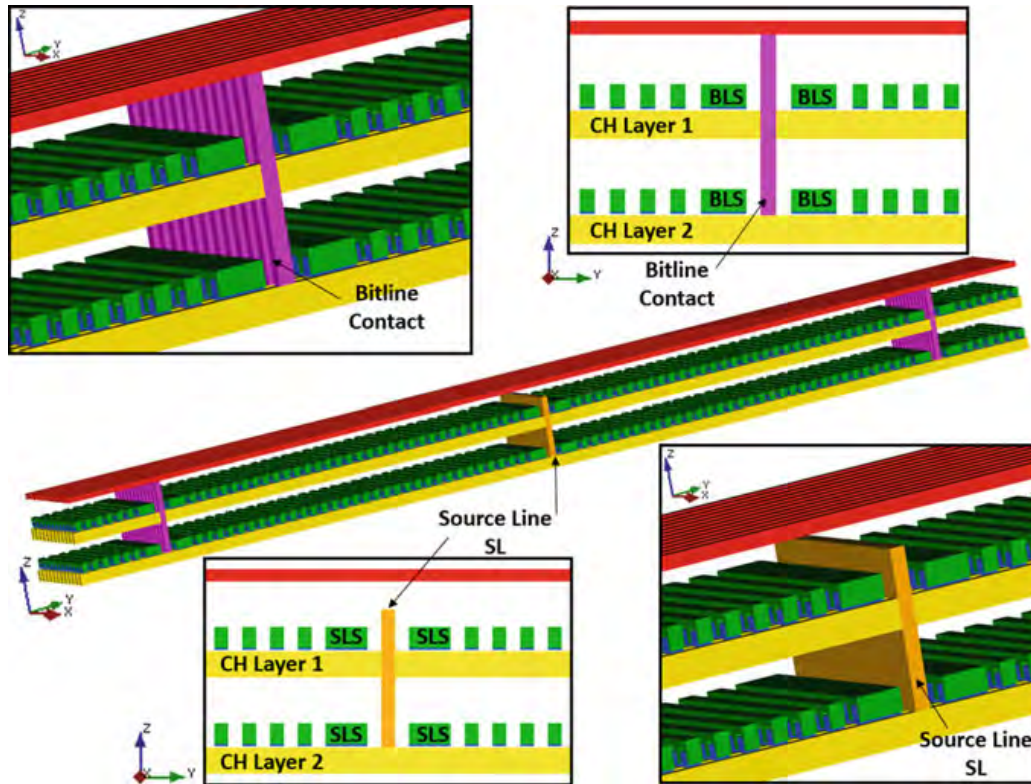 Z
Y
X
Bitline
Contact
BLS
BLS
CH Layer 1
BLS
BLS
CH Layer 2
Z
X
Y
Bitline
Contact
Z
Y
X
Source Line
SL
SLS
SLS
CH Layer 1
SLS
SLS
CH Layer 2
Z
X
Y
Z
Y
X
Source Line
SL